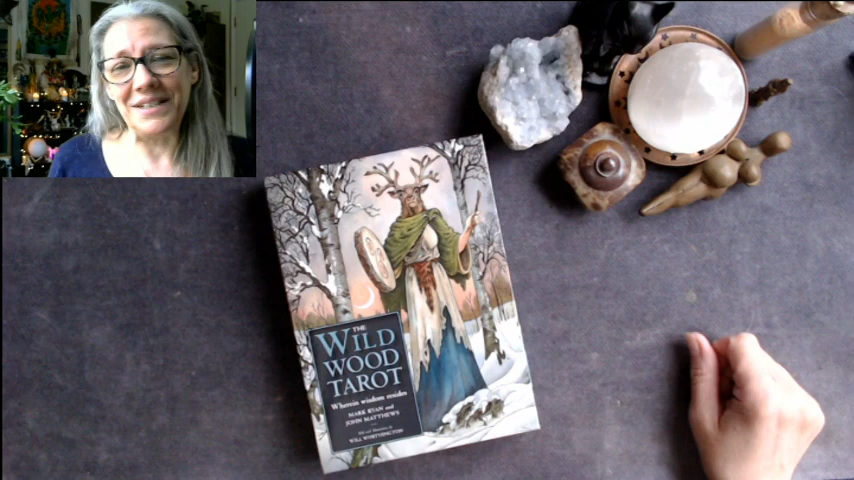 THE
WILD
WOOD
TAROT
Wherein wisdom resides
MARK RYAN and
JOHN MATTHEWS
WILL WORTHINGTON